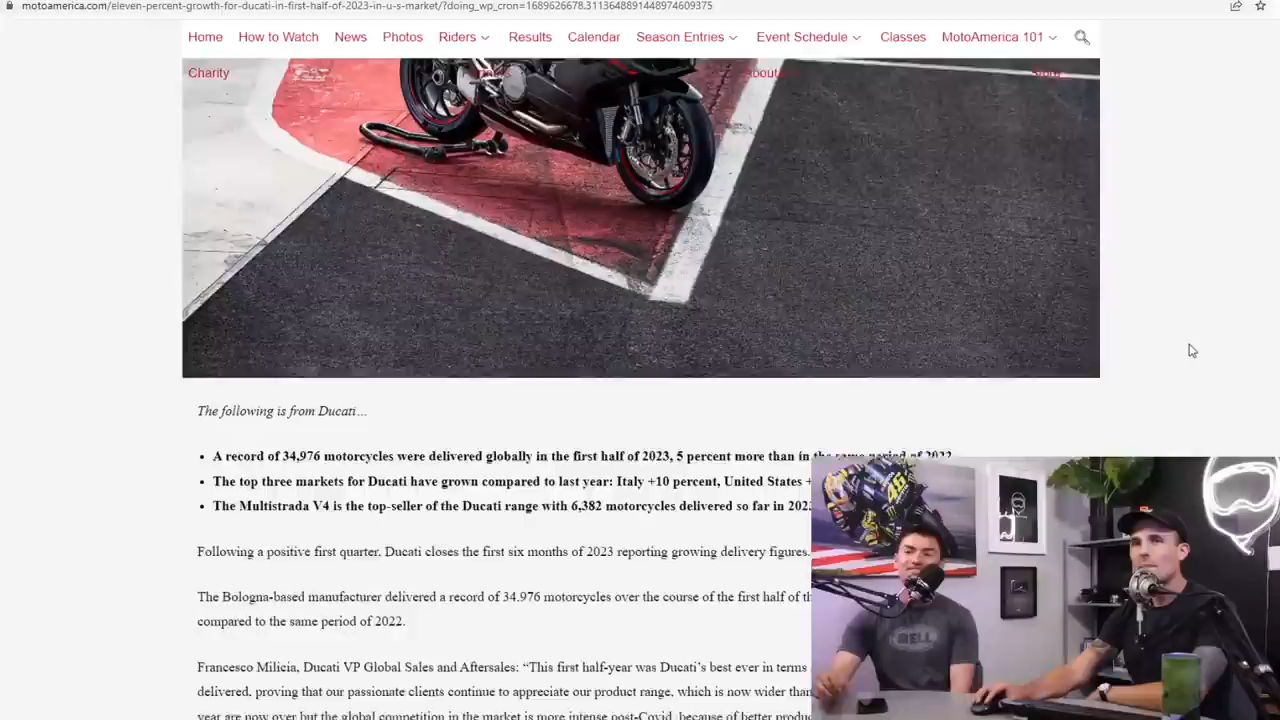 motoamerica.com/eleven-percent-growth-for-ducati-in-first-half-of-2023-in-u-s-market/?doing_wp_cron=1689626678.3113648891448974609375
Home How to Watch News Photos Riders Results Calendar Season Entries Event Schedule Classes MotoAmerica 101
Charity About
The following is from Ducati…
• A record of 34,976 motorcycles were delivered globally in the first half of 2023, 5 percent more than in the same period of 2022
• The top three markets for Ducati have grown compared to last year: Italy +10 percent, United States +
• The Multistrada V4 is the top-seller of the Ducati range with 6,382 motorcycles delivered so far in 202
Following a positive first quarter, Ducati closes the first six months of 2023 reporting growing delivery figures.
The Bologna-based manufacturer delivered a record of 34.976 motorcycles over the course of the first half of
compared to the same period of 2022.
Francesco Milicia, Ducati VP Global Sales and Aftersales: “This first half-year was Ducati’s best ever in terms
delivered, proving that our passionate clients continue to appreciate our product range, which is now wider than
year are now over but the global competition in the market is more intense post-Covid, because of better
46
BELL